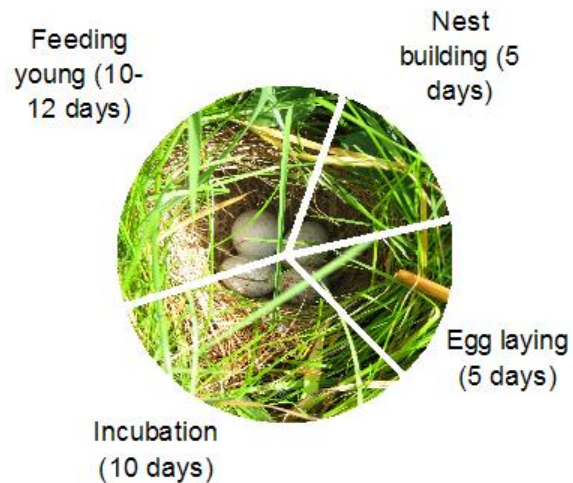 Feeding
young (10-
12 days)
Nest
building (5
days)
Egg laying
(5 days)
Incubation
(10 days)